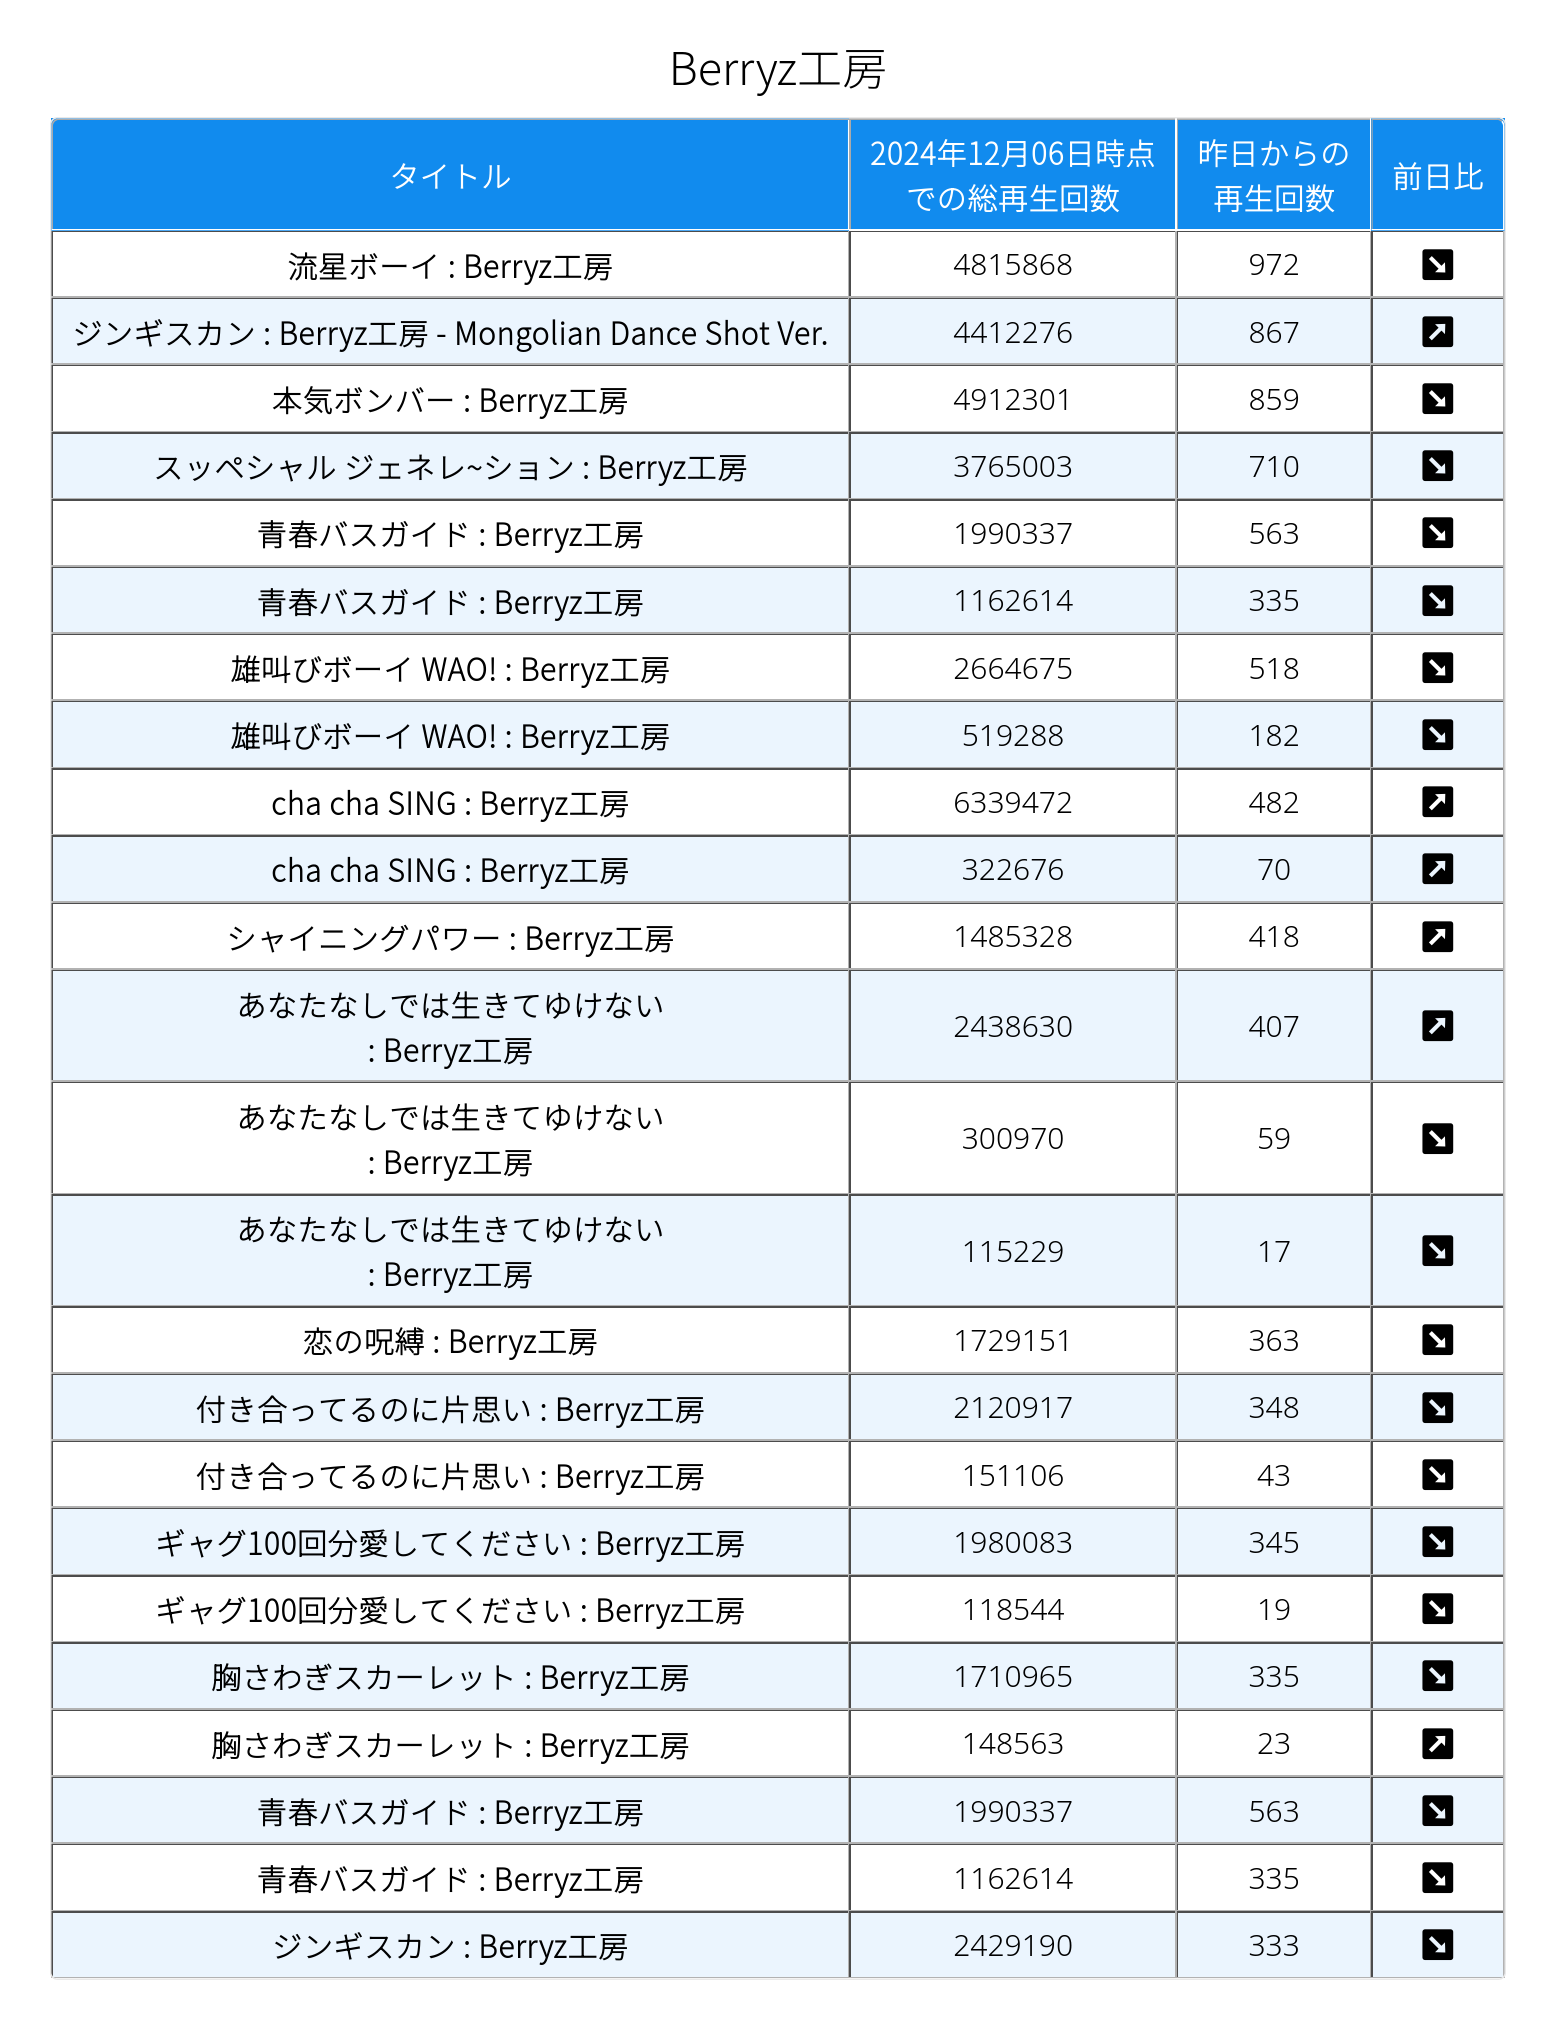 Berryz工房
タイトル
2024年12月06日時点
での総再生回数
昨日からの
再生回数
前日比
流星ボーイ : Berryz工房 4815868 972 ↘
ジンギスカン : Berryz工房 - Mongolian Dance Shot Ver. 4412276 867 ↗
本気ボンバー : Berryz工房 4912301 859 ↘
スッペシャル ジェネレ~ション : Berryz工房 3765003 710 ↘
青春バスガイド : Berryz工房 1990337 563 ↘
青春バスガイド : Berryz工房 1162614 335 ↘
雄叫びボーイ WAO! : Berryz工房 2664675 518 ↘
雄叫びボーイ WAO! : Berryz工房 519288 182 ↘
cha cha SING : Berryz工房 6339472 482 ↗
cha cha SING : Berryz工房 322676 70 ↗
シャイニングパワー : Berryz工房 1485328 418 ↗
あなたなしでは生きてゆけない
: Berryz工房 2438630 407 ↗
あなたなしでは生きてゆけない
: Berryz工房 300970 59 ↘
あなたなしでは生きてゆけない
: Berryz工房 115229 17 ↘
恋の呪縛 : Berryz工房 1729151 363 ↘
付き合ってるのに片思い : Berryz工房 2120917 348 ↘
付き合ってるのに片思い : Berryz工房 151106 43 ↘
ギャグ100回分愛してください : Berryz工房 1980083 345 ↘
ギャグ100回分愛してください : Berryz工房 118544 19 ↘
胸さわぎスカーレット : Berryz工房 1710965 335 ↘
胸さわぎスカーレット : Berryz工房 148563 23 ↗
青春バスガイド : Berryz工房 1990337 563 ↘
青春バスガイド : Berryz工房 1162614 335 ↘
ジンギスカン : Berryz工房 2429190 333 ↘